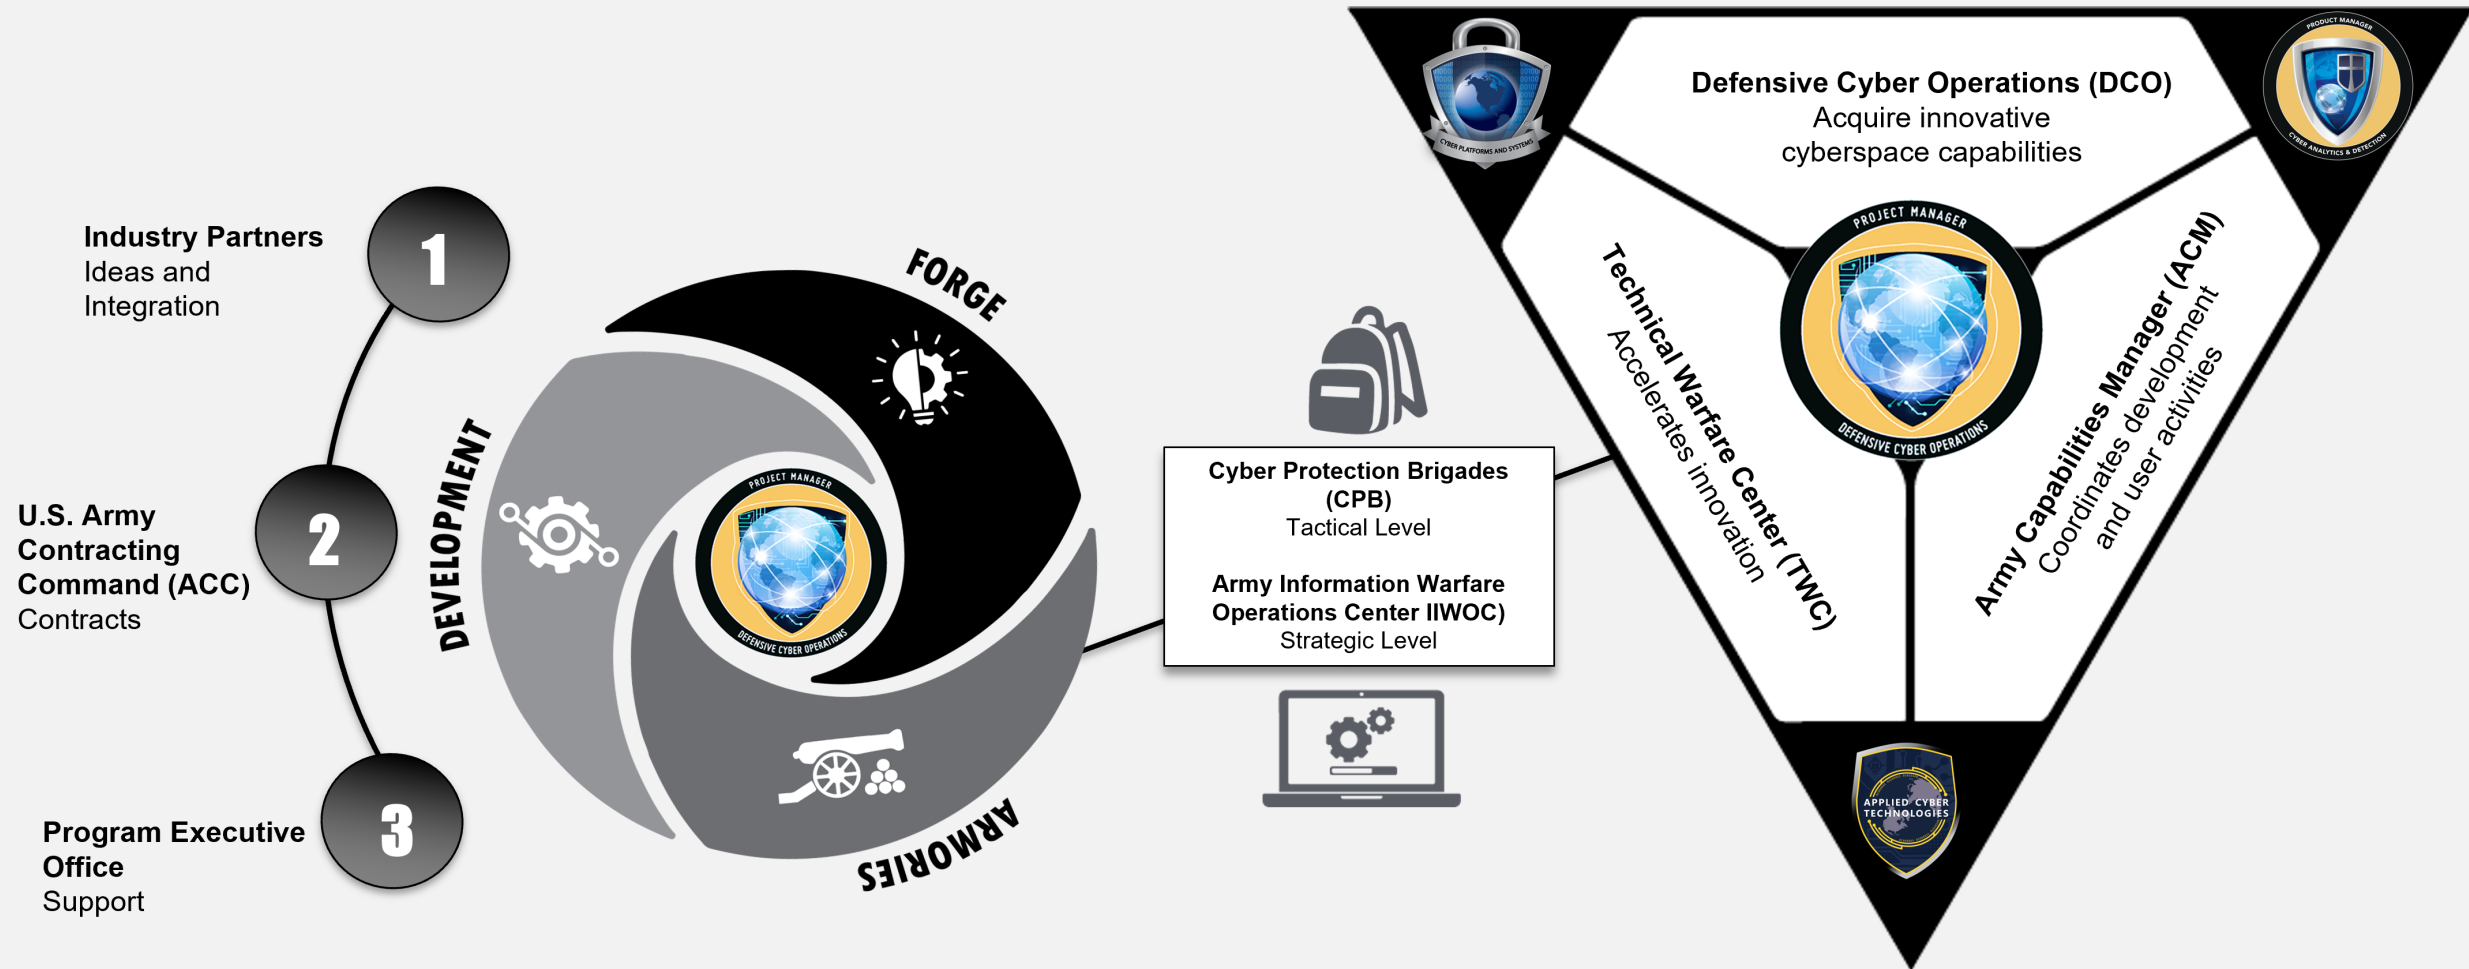 Industry Partners
Ideas and
Integration
1
U.S. Army
Contracting
Command (ACC)
Contracts
2
Program Executive
Office
Support
3
FORGE
DEVELOPMENT
ARMORIES
PROJECT MANAGER
DEFENSIVE CYBER OPERATIONS
Cyber Protection Brigades
(CPB)
Tactical Level
Army Information Warfare
Operations Center IIWOC)
Strategic Level
CYBER PLATFORMS AND SYSTEMS
Defensive Cyber Operations (DCO)
Acquire innovative
cyberspace capabilities
PRODUCT MANAGER
CYBER ANALYTICS & DETECTION
Technical Warfare Center (TWC)
Accelerates innovation
PROJECT MANAGER
DEFENSIVE CYBER OPERATIONS
Army Capabilities Manager (ACM)
Coordinates development
and user activities
APPLIED CYBER
TECHNOLOGIES